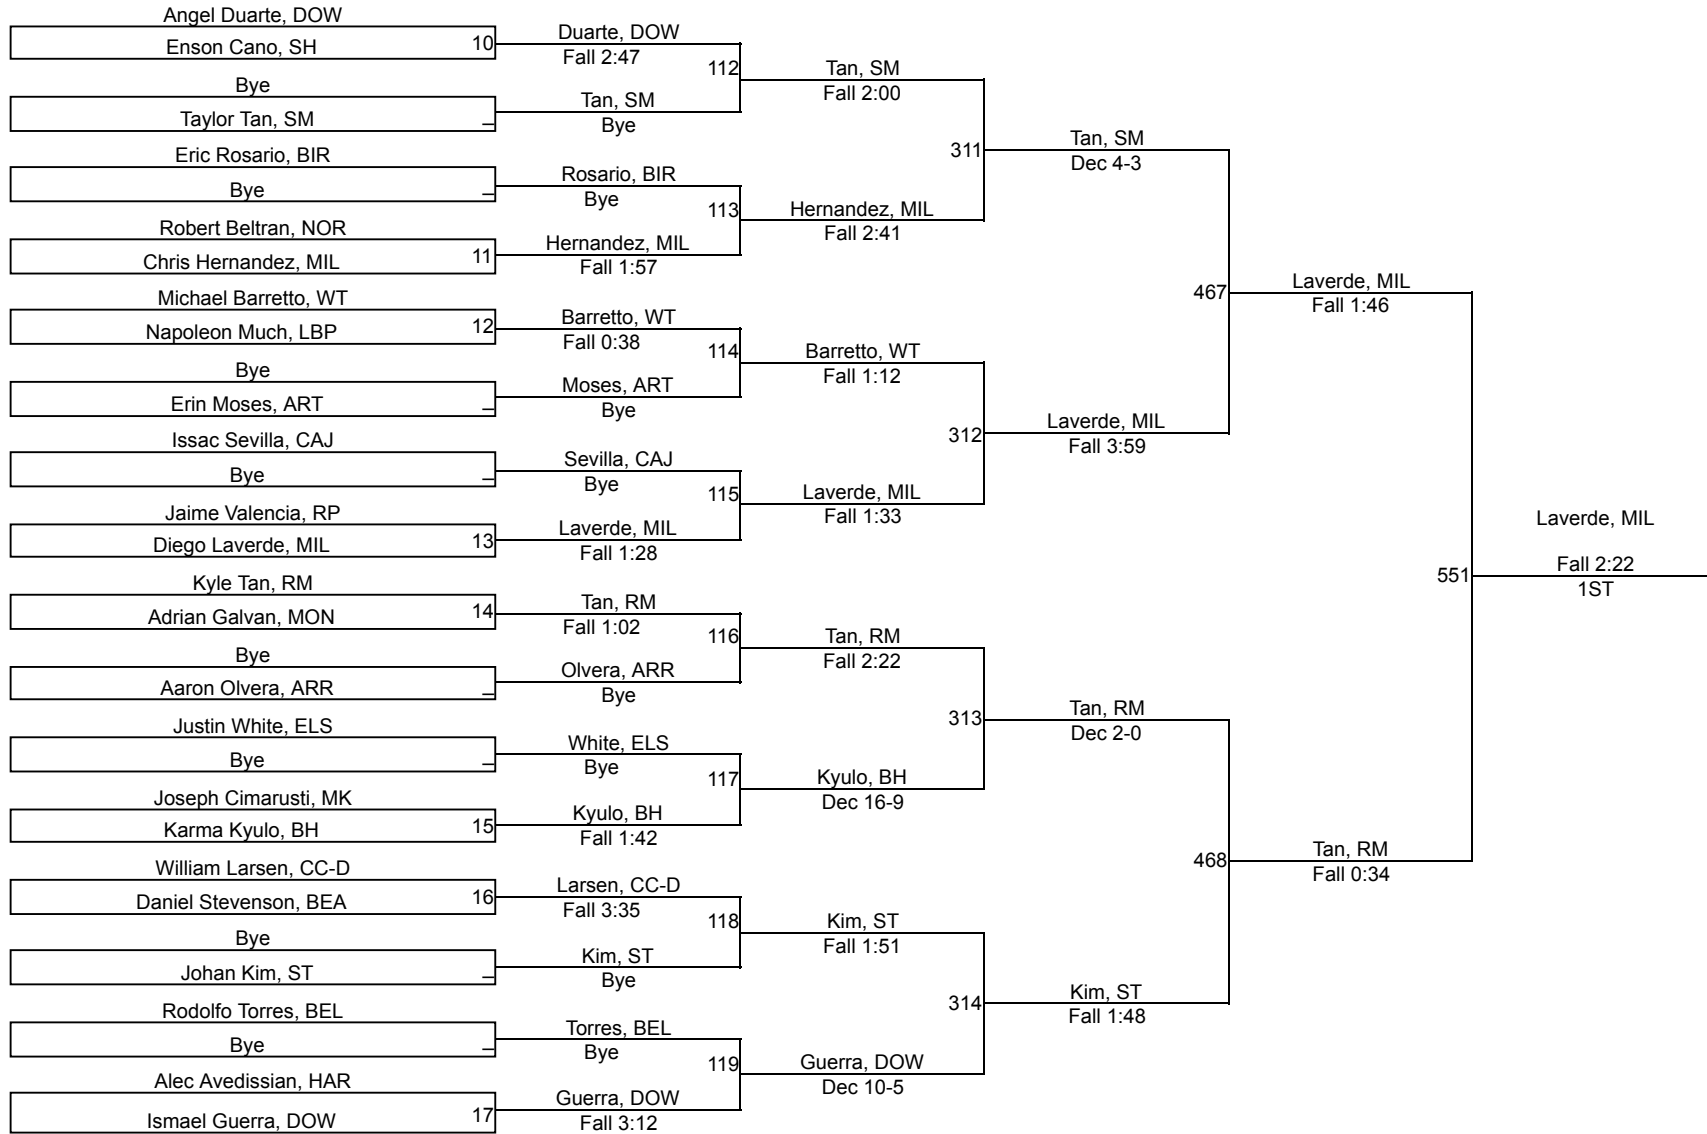 Angel Duarte, DOW
Enson Cano, SH
10
Bye
Taylor Tan, SM
_
Eric Rosario, BIR
Bye
_
Robert Beltran, NOR
Chris Hernandez, MIL
11
Michael Barretto, WT
Napoleon Much, LBP
12
Bye
Erin Moses, ART
_
Issac Sevilla, CAJ
Bye
_
Jaime Valencia, RP
Diego Laverde, MIL
13
Kyle Tan, RM
Adrian Galvan, MON
14
Bye
Aaron Olvera, ARR
_
Justin White, ELS
Bye
_
Joseph Cimarusti, MK
Karma Kyulo, BH
15
William Larsen, CC-D
Daniel Stevenson, BEA
16
Bye
Johan Kim, ST
_
Rodolfo Torres, BEL
Bye
_
Alec Avedissian, HAR
Ismael Guerra, DOW
17
Duarte, DOW
Fall 2:47
112
Tan, SM
Bye
Rosario, BIR
Bye
113
Hernandez, MIL
Fall 1:57
Barretto, WT
Fall 0:38
114
Moses, ART
Bye
Sevilla, CAJ
Bye
115
Laverde, MIL
Fall 1:28
Tan, RM
Fall 1:02
116
Olvera, ARR
Bye
White, ELS
Bye
117
Kyulo, BH
Fall 1:42
Larsen, CC-D
Fall 3:35
118
Kim, ST
Bye
Torres, BEL
Bye
119
Guerra, DOW
Fall 3:12
Tan, SM
Fall 2:00
311
Hernandez, MIL
Fall 2:41
Barretto, WT
Fall 1:12
312
Laverde, MIL
Fall 1:33
Tan, RM
Fall 2:22
313
Kyulo, BH
Dec 16-9
Kim, ST
Fall 1:51
314
Guerra, DOW
Dec 10-5
Tan, SM
Dec 4-3
467
Laverde, MIL
Fall 3:59
Tan, RM
Dec 2-0
468
Kim, ST
Fall 1:48
Laverde, MIL
Fall 1:46
551
Tan, RM
Fall 0:34
Laverde, MIL
Fall 2:22
1ST